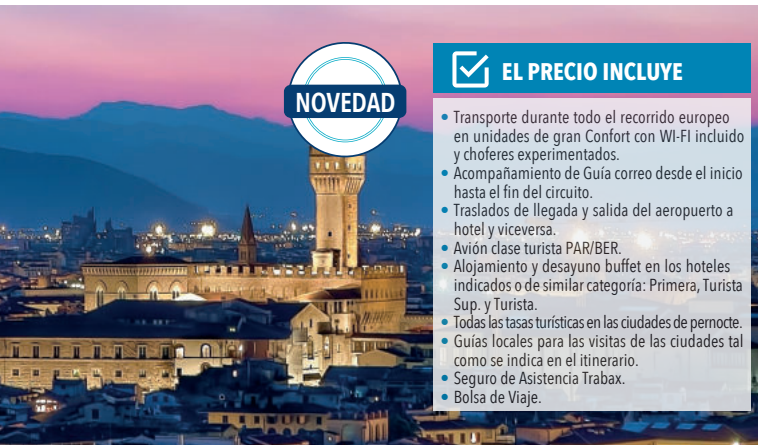 NOVEDAD
EL PRECIO INCLUYE
• Transporte durante todo el recorrido europeo
en unidades de gran Confort con WI-FI incluido
y choferes experimentados.
• Acompañamiento de Guía correo desde el inicio
hasta el fin del circuito.
• Traslados de llegada y salida del aeropuerto a
hotel y viceversa.
• Avión clase turista PAR/BER.
• Alojamiento y desayuno buffet en los hoteles
indicados o de similar categoría: Primera, Turista
Sup. y Turista.
• Todas las tasas turísticas en las ciudades de pernocte.
• Guías locales para las visitas de las ciudades tal
como se indica en el itinerario.
• Seguro de Asistencia Trabax.
• Bolsa de Viaje.